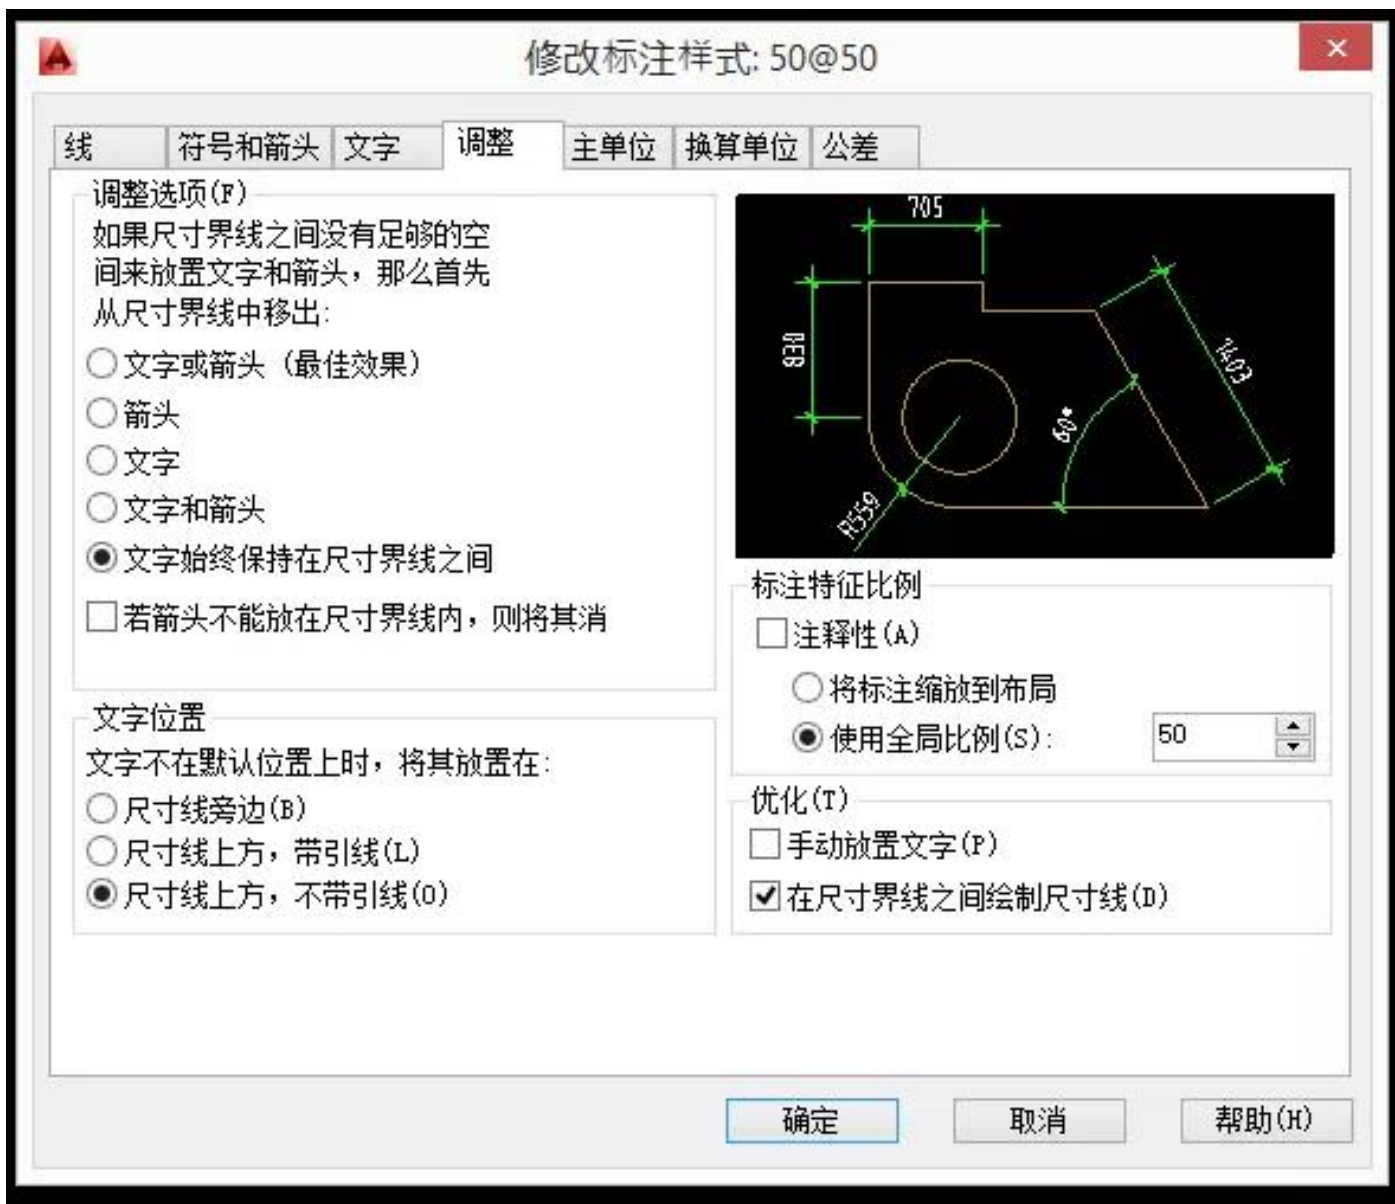 修改标注样式: 50@50
线 符号和箭头 文字 调整 主单位 换算单位 公差
调整选项(F)
如果尺寸界线之间没有足够的空
间来放置文字和箭头，那么首先
从尺寸界线中移出:
文字或箭头（最佳效果）
箭头
文字
文字和箭头
文字始终保持在尺寸界线之间
若箭头不能放在尺寸界线内，则将其消
文字位置
文字不在默认位置上时，将其放置在:
尺寸线旁边(B)
尺寸线上方，带引线(L)
尺寸线上方，不带引线(O)
705
1403
60°
R559
标注特征比例
注释性(A)
将标注缩放到布局
使用全局比例(S): 50
优化(T)
手动放置文字(P)
在尺寸界线之间绘制尺寸线(D)
确定 取消 帮助(H)